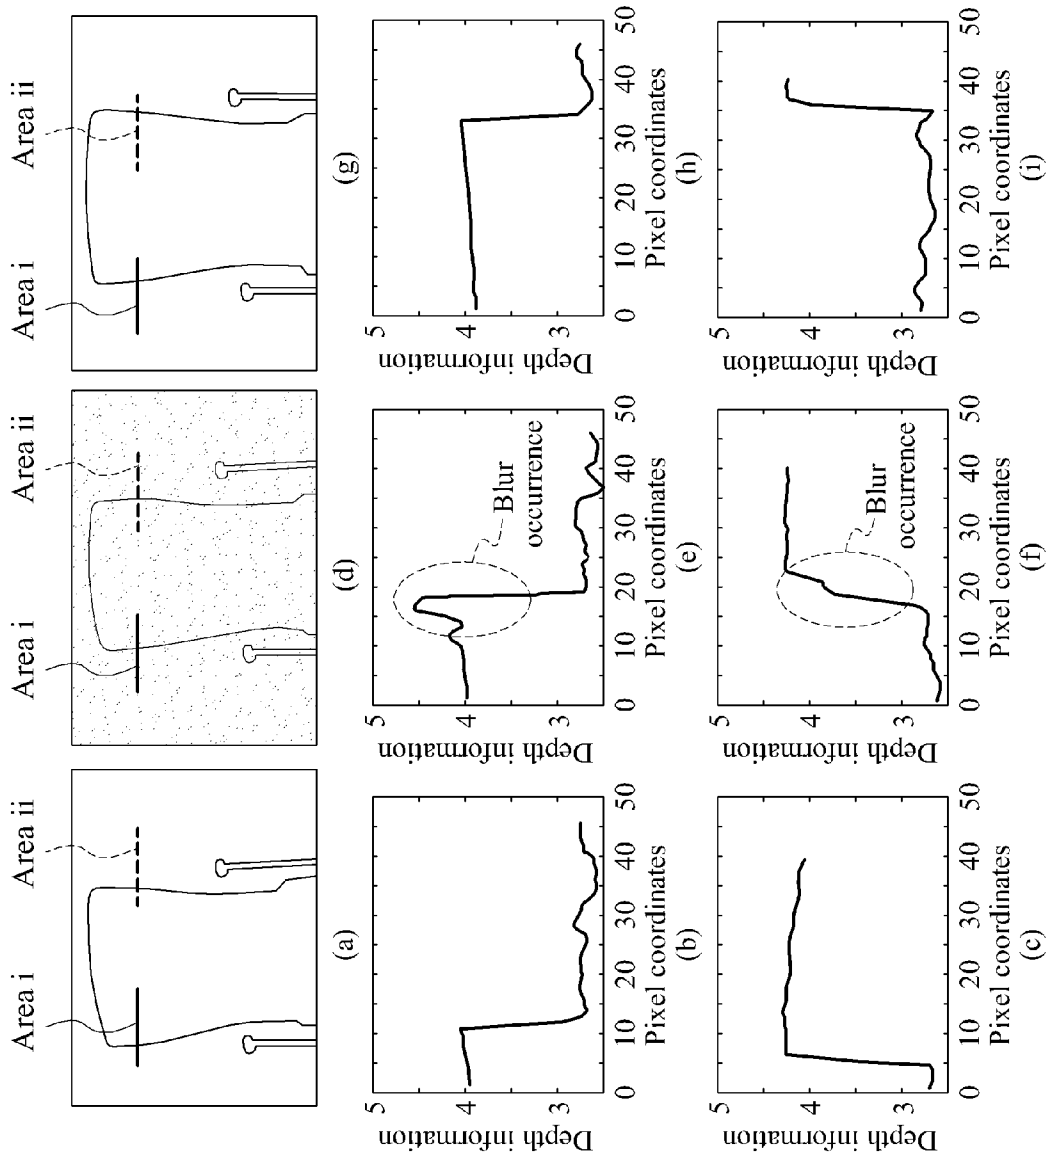 Area i
Area ii
(a)
Area i
Area ii
(d)
Area i
Area ii
(g)
5
4
3
Depth information
0 10 20 30 40 50
Pixel coordinates
(b)
5
4
3
Depth information
Blur
occurrence
0 10 20 30 40 50
Pixel coordinates
(e)
5
4
3
Depth information
0 10 20 30 40 50
Pixel coordinates
(h)
5
4
3
Depth information
0 10 20 30 40 50
Pixel coordinates
(c)
5
4
3
Depth information
Blur
occurrence
0 10 20 30 40 50
Pixel coordinates
(f)
5
4
3
Depth information
0 10 20 30 40 50
Pixel coordinates
(i)